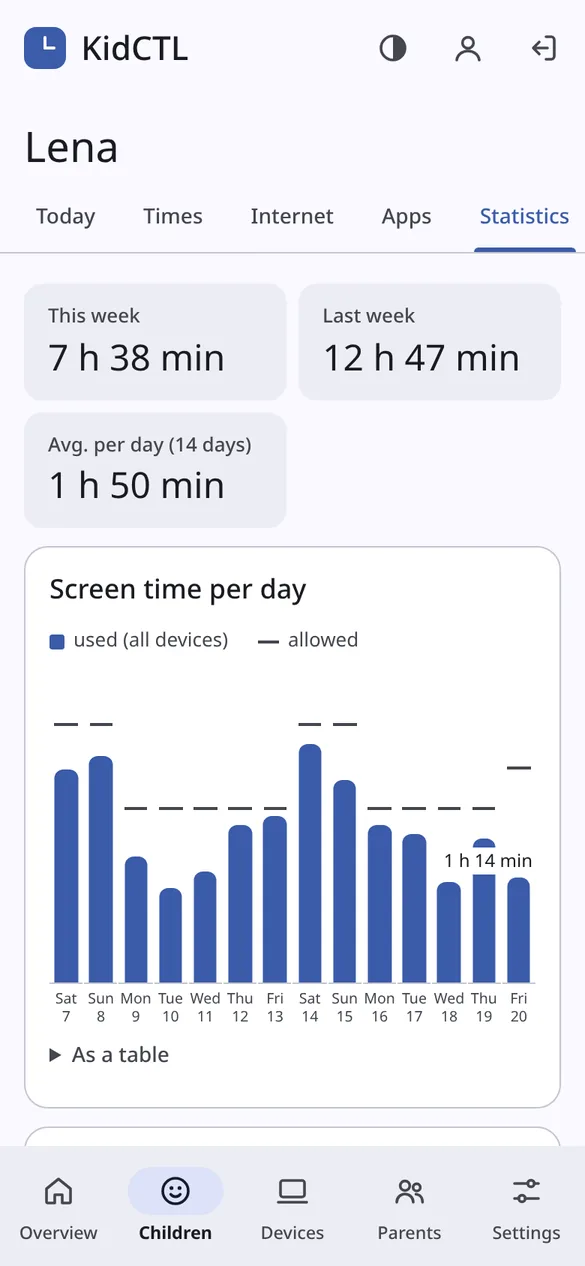 KidCTL
Lena
Today Times Internet Apps Statistics
This week
7 h 38 min
Last week
12 h 47 min
Avg. per day (14 days)
1 h 50 min
Screen time per day
used (all devices) allowed
1 h 14 min
Sat Sun Mon Tue Wed Thu Fri Sat Sun Mon Tue Wed Thu Fri
7 8 9 10 11 12 13 14 15 16 17 18 19 20
As a table
Overview Children Devices Parents Settings